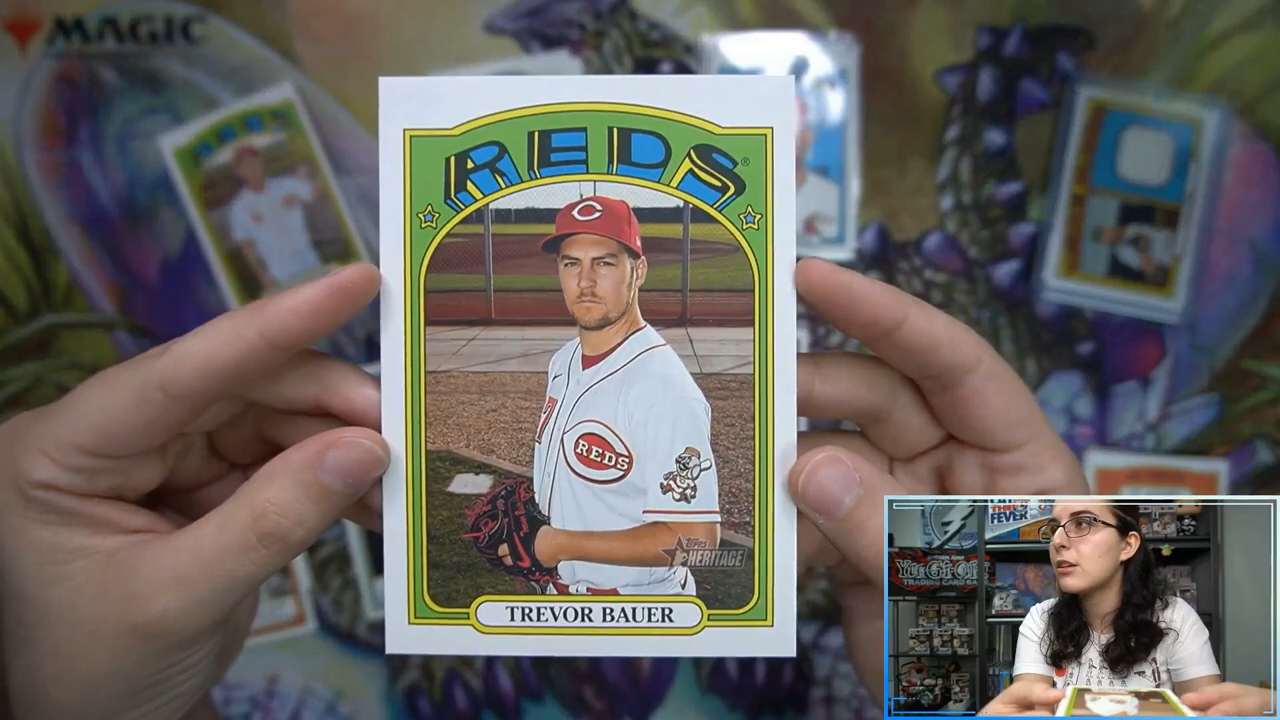 MAGIC
REDS®
C
REDS
Topps
HERITAGE
TREVOR BAUER
FEVER
Yu-Gi-Oh!
TRADING CARD GAME